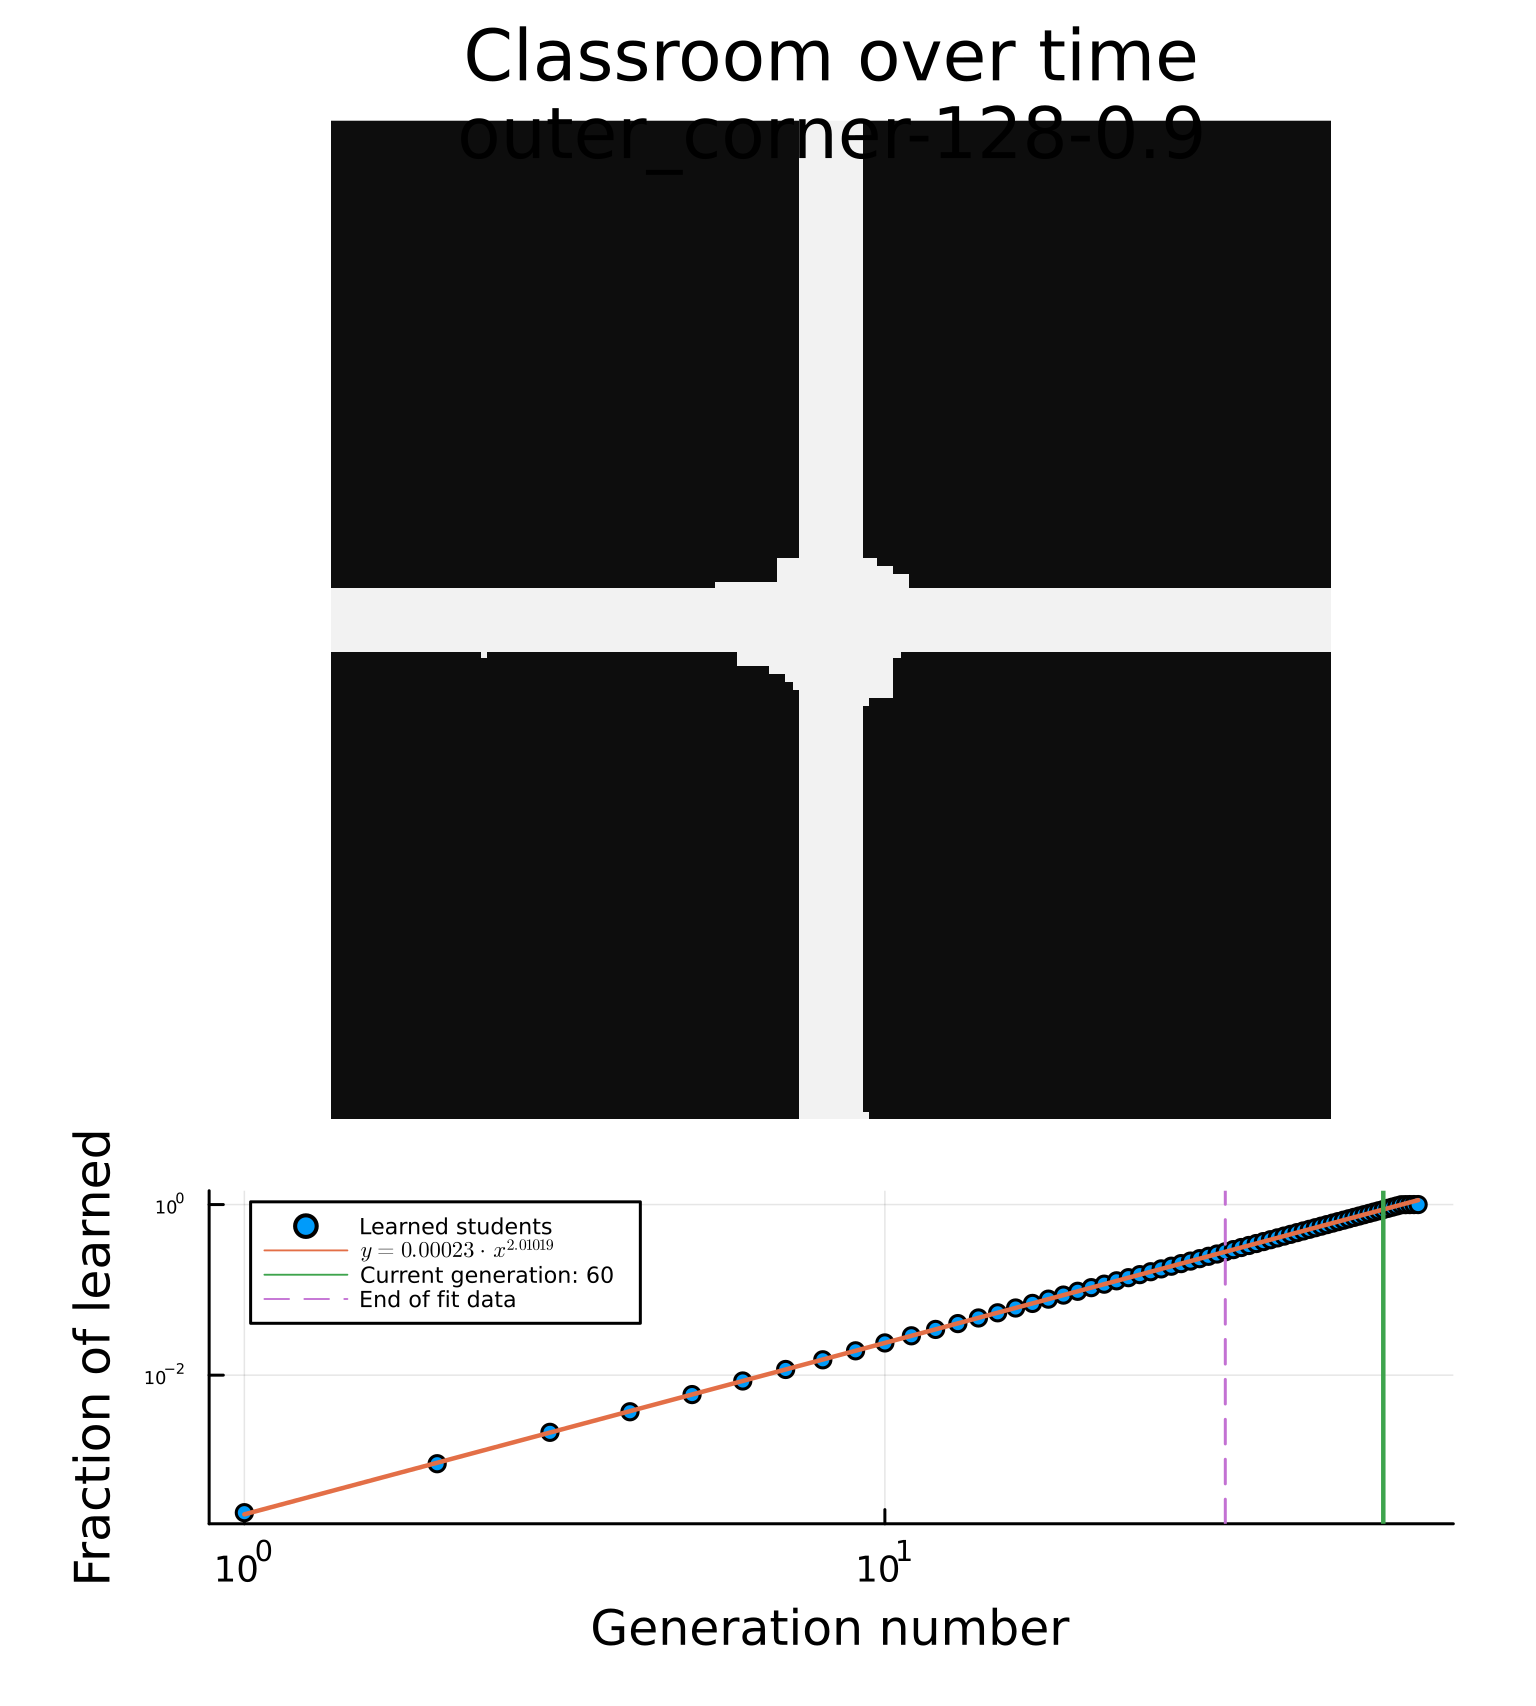 Classroom over time
outer_corner-128-0.9
Fraction of learned
10⁰
10⁻²
Learned students
y = 0.00023 · x^2.01019
Current generation: 60
End of fit data
10⁰
10¹
Generation number